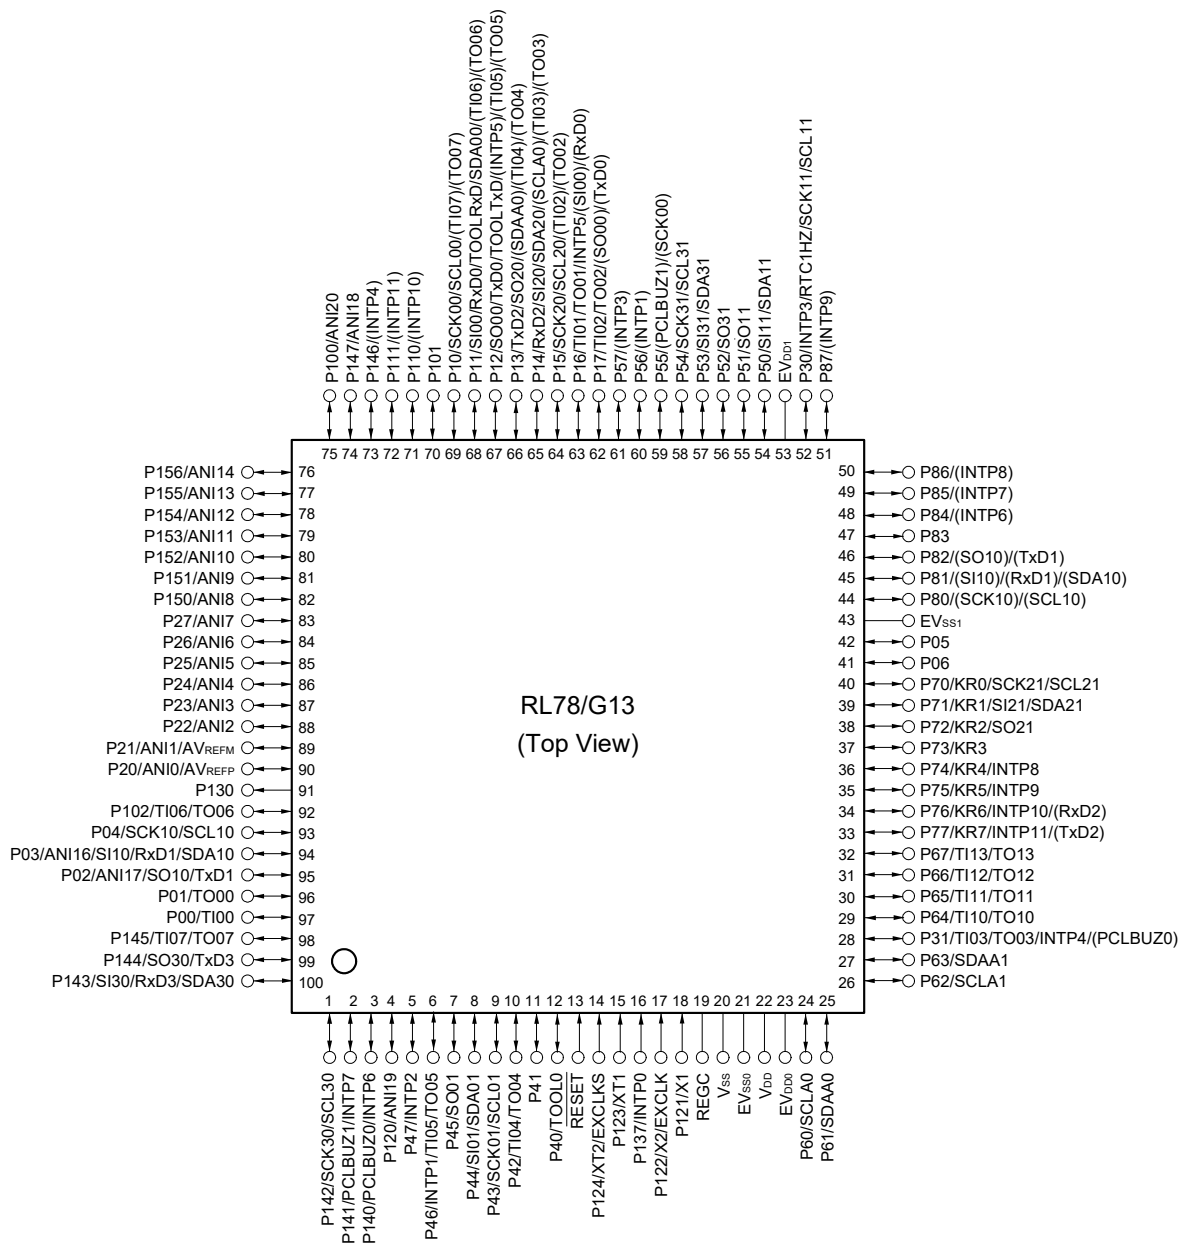 P100/ANI20
P147/ANI18
P146/(INTP4)
P111/(INTP11)
P110/(INTP10)
P101
P10/SCK00/SCL00/(TI07)/(TO07)
P11/SI00/RxD0/TOOLRxD/SDA00/(TI06)/(TO06)
P12/SO00/TxD0/TOOLTxD/(INTP5)/(TI05)/(TO05)
P13/TxD2/SO20/(SDAA0)/(TI04)/(TO04)
P14/RxD2/SI20/SDA20/(SCLA0)/(TI03)/(TO03)
P15/SCK20/SCL20/(TI02)/(TO02)
P16/TI01/TO01/INTP5/(SI00)/(RxD0)
P17/TI02/TO02/(SO00)/(TxD0)
P57/(INTP3)
P56/(INTP1)
P55/(PCLBUZ1)/(SCK00)
P54/SCK31/SCL31
P53/SI31/SDA31
P52/SO31
P51/SO11
P50/SI11/SDA11
EVDD1
P30/INTP3/RTC1HZ/SCK11/SCL11
P87/(INTP9)
75 74 73 72 71 70 69 68 67 66 65 64 63 62 61 60 59 58 57 56 55 54 53 52 51
P156/ANI14 76
P155/ANI13 77
P154/ANI12 78
P153/ANI11 79
P152/ANI10 80
P151/ANI9 81
P150/ANI8 82
P27/ANI7 83
P26/ANI6 84
P25/ANI5 85
P24/ANI4 86
P23/ANI3 87
P22/ANI2 88
P21/ANI1/AVREFM 89
P20/ANI0/AVREFP 90
P130 91
P102/TI06/TO06 92
P04/SCK10/SCL10 93
P03/ANI16/SI10/RxD1/SDA10 94
P02/ANI17/SO10/TxD1 95
P01/TO00 96
P00/TI00 97
P145/TI07/TO07 98
P144/SO30/TxD3 99
P143/SI30/RxD3/SDA30 100
RL78/G13
(Top View)
50 P86/(INTP8)
49 P85/(INTP7)
48 P84/(INTP6)
47 P83
46 P82/(SO10)/(TxD1)
45 P81/(SI10)/(RxD1)/(SDA10)
44 P80/(SCK10)/(SCL10)
43 EVSS1
42 P05
41 P06
40 P70/KR0/SCK21/SCL21
39 P71/KR1/SI21/SDA21
38 P72/KR2/SO21
37 P73/KR3
36 P74/KR4/INTP8
35 P75/KR5/INTP9
34 P76/KR6/INTP10/(RxD2)
33 P77/KR7/INTP11/(TxD2)
32 P67/TI13/TO13
31 P66/TI12/TO12
30 P65/TI11/TO11
29 P64/TI10/TO10
28 P31/TI03/TO03/INTP4/(PCLBUZ0)
27 P63/SDAA1
26 P62/SCLA1
1 2 3 4 5 6 7 8 9 10 11 12 13 14 15 16 17 18 19 20 21 22 23 24 25
P142/SCK30/SCL30
P141/PCLBUZ1/INTP7
P140/PCLBUZ0/INTP6
P120/ANI19
P47/INTP2
P46/INTP1/TI05/TO05
P45/SO01
P44/SI01/SDA01
P43/SCK01/SCL01
P42/TI04/TO04
P41
P40/TOOL0
RESET
P124/XT2/EXCLKS
P123/XT1
P137/INTP0
P122/X2/EXCLK
P121/X1
REGC
VSS
EVSS0
VDD
EVDD0
P60/SCLA0
P61/SDAA0